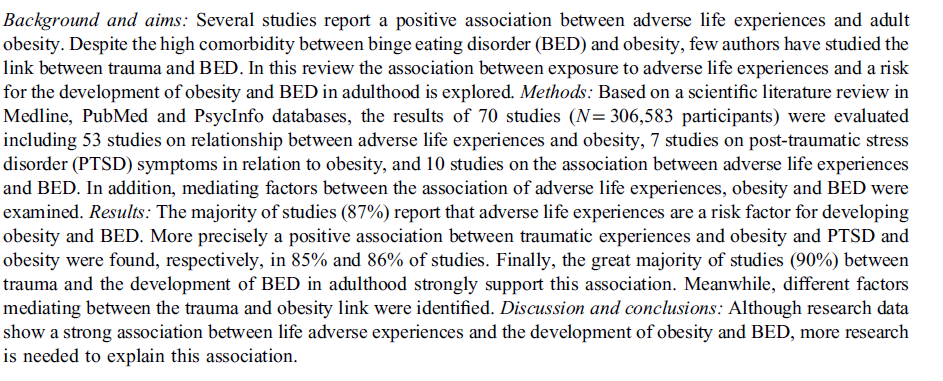 Background and aims: Several studies report a positive association between adverse life experiences and adult
obesity. Despite the high comorbidity between binge eating disorder (BED) and obesity, few authors have studied the
link between trauma and BED. In this review the association between exposure to adverse life experiences and a risk
for the development of obesity and BED in adulthood is explored. Methods: Based on a scientific literature review in
Medline, PubMed and PsycInfo databases, the results of 70 studies (N= 306,583 participants) were evaluated
including 53 studies on relationship between adverse life experiences and obesity, 7 studies on post-traumatic stress
disorder (PTSD) symptoms in relation to obesity, and 10 studies on the association between adverse life experiences
and BED. In addition, mediating factors between the association of adverse life experiences, obesity and BED were
examined. Results: The majority of studies (87%) report that adverse life experiences are a risk factor for developing
obesity and BED. More precisely a positive association between traumatic experiences and obesity and PTSD and
obesity were found, respectively, in 85% and 86% of studies. Finally, the great majority of studies (90%) between
trauma and the development of BED in adulthood strongly support this association. Meanwhile, different factors
mediating between the trauma and obesity link were identified. Discussion and conclusions: Although research data
show a strong association between life adverse experiences and the development of obesity and BED, more research
is needed to explain this association.